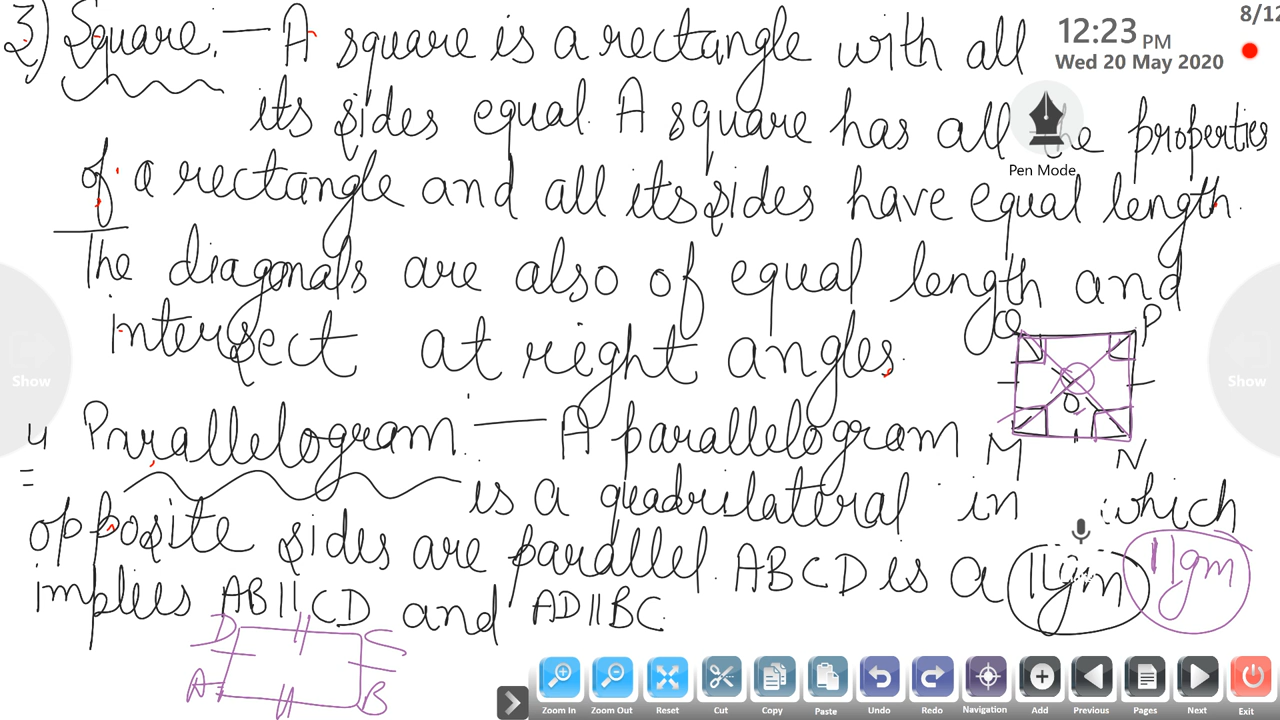 8/12
12:23 PM
Wed 20 May 2020
3) Square:- A square is a rectangle with all
its sides equal. A square has all the properties
Pen Mode
of a rectangle and all its sides have equal length.
The diagonals are also of equal length and
intersect at right angles.
Q P
O
M N
Show
Show
4 Parallelogram:- A parallelogram
is a quadrilateral in which
opposite sides are parallel. ABCD is a ||gm ||gm
implies AB||CD and AD||BC.
D C
A B
Zoom In Zoom Out Reset Cut Copy Paste Undo Redo Navigation Add Previous Pages Next Exit